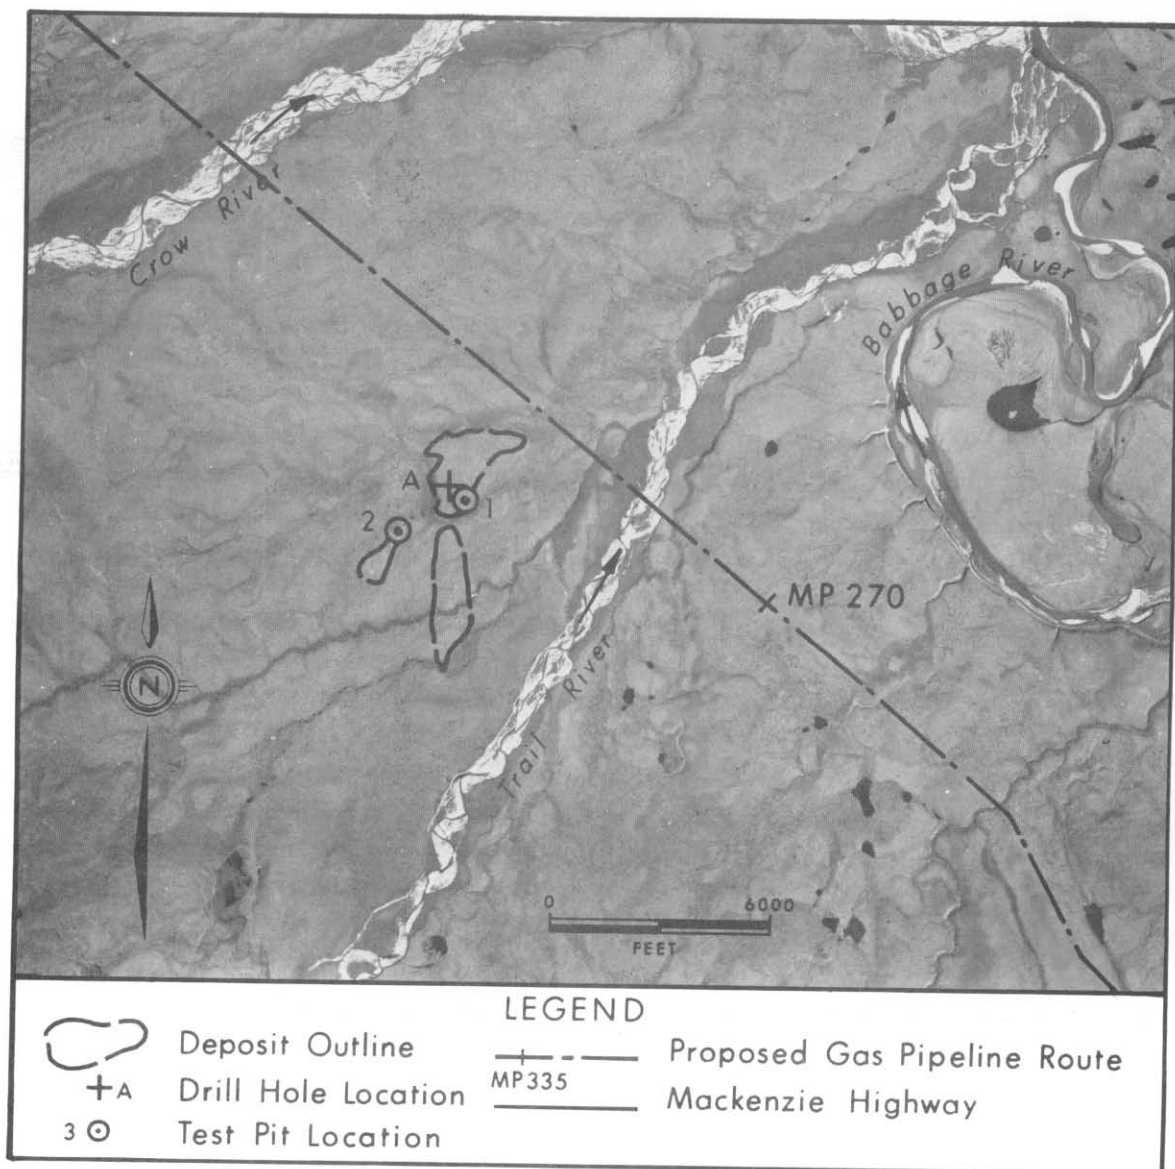 Crow River
Babbage River
A
1
2
MP 270
N
Trail River
0 6000
FEET
LEGEND
Deposit Outline
Proposed Gas Pipeline Route
MP335
A Drill Hole Location
Mackenzie Highway
3 Test Pit Location